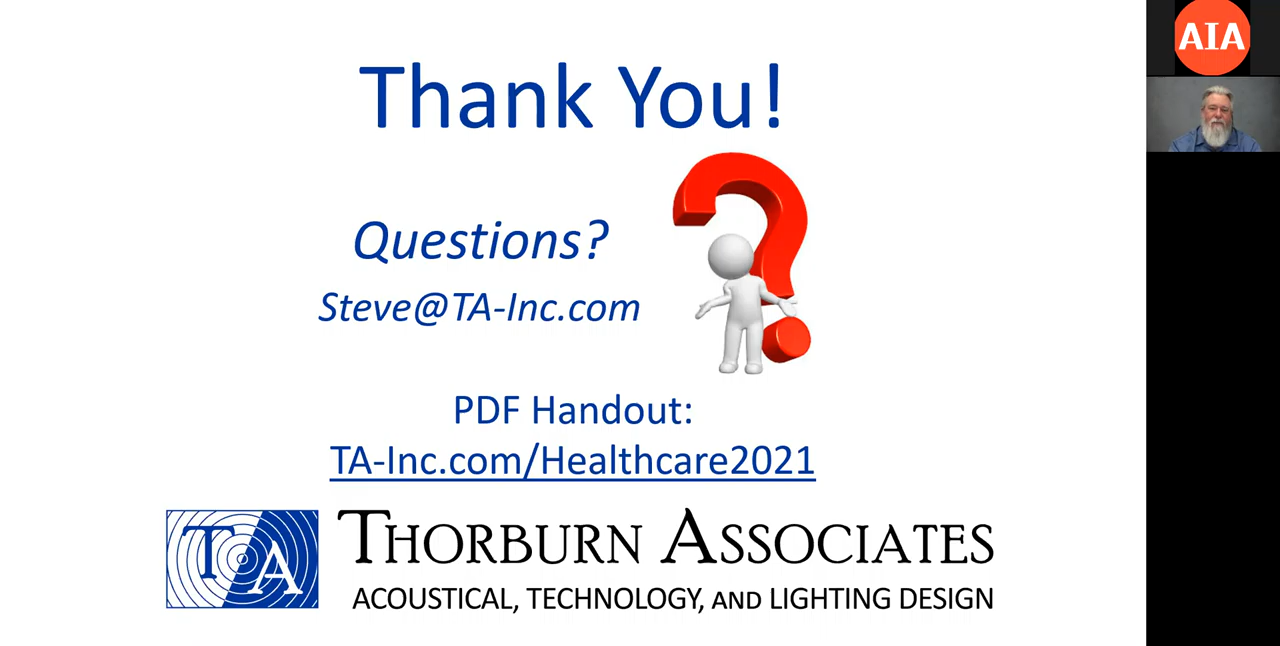 Thank You!
Questions?
Steve@TA-Inc.com
PDF Handout:
TA-Inc.com/Healthcare2021
TA
THORBURN ASSOCIATES
ACOUSTICAL, TECHNOLOGY, AND LIGHTING DESIGN
AIA